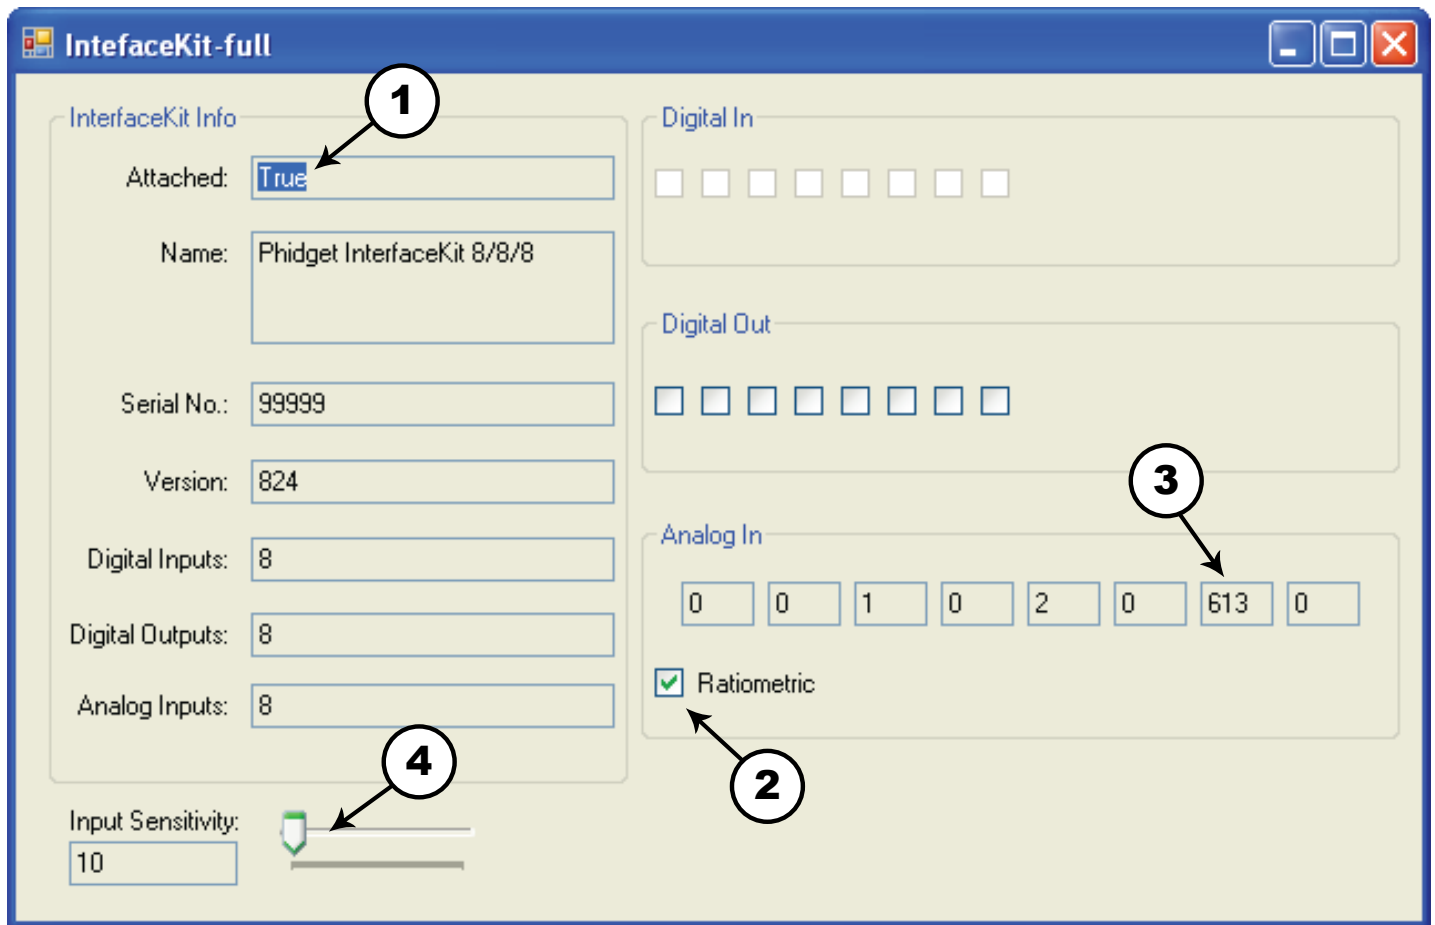 IntefaceKit-full
1
InterfaceKit Info
Attached: True
Name: Phidget InterfaceKit 8/8/8
Serial No.: 99999
Version: 824
Digital Inputs: 8
Digital Outputs: 8
Analog Inputs: 8
4
Input Sensitivity:
10
Digital In
Digital Out
3
Analog In
0 0 1 0 2 0 613 0
Ratiometric
2